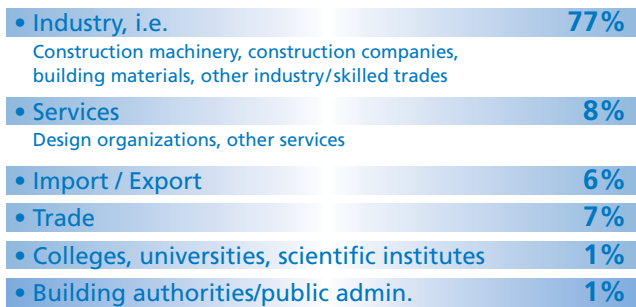 • Industry, i.e. 77%
Construction machinery, construction companies,
building materials, other industry/skilled trades
• Services 8%
Design organizations, other services
• Import / Export 6%
• Trade 7%
• Colleges, universities, scientific institutes 1%
• Building authorities/public admin. 1%